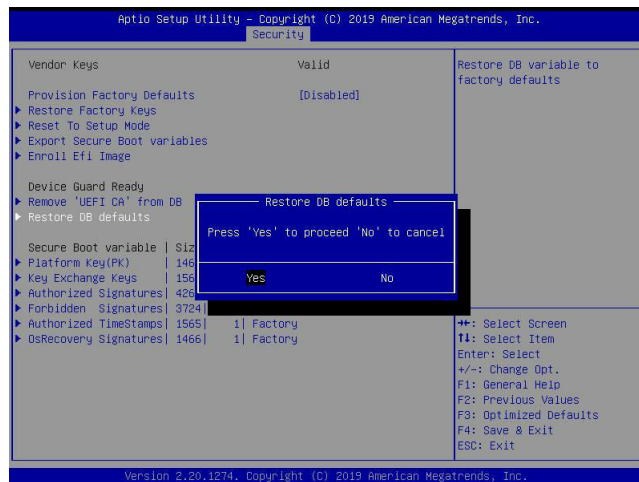 Aptio Setup Utility – Copyright (C) 2019 American Megatrends, Inc.
Security
Vendor Keys Valid
Provision Factory Defaults [Disabled]
Restore Factory Keys
Reset To Setup Mode
Export Secure Boot variables
Enroll Efi Image
Device Guard Ready
Remove 'UEFI CA' from DB
Restore DB defaults
Secure Boot variable | Siz
Platform Key(PK) | 146
Key Exchange Keys | 156
Authorized Signatures| 426
Forbidden Signatures| 3724|
Authorized TimeStamps| 1565| 1| Factory
OsRecovery Signatures| 1466| 1| Factory
Restore DB defaults
Press 'Yes' to proceed 'No' to cancel
Yes No
Restore DB variable to
factory defaults
→←: Select Screen
↑↓: Select Item
Enter: Select
+/-: Change Opt.
F1: General Help
F2: Previous Values
F3: Optimized Defaults
F4: Save & Exit
ESC: Exit
Version 2.20.1274. Copyright (C) 2019 American Megatrends, Inc.